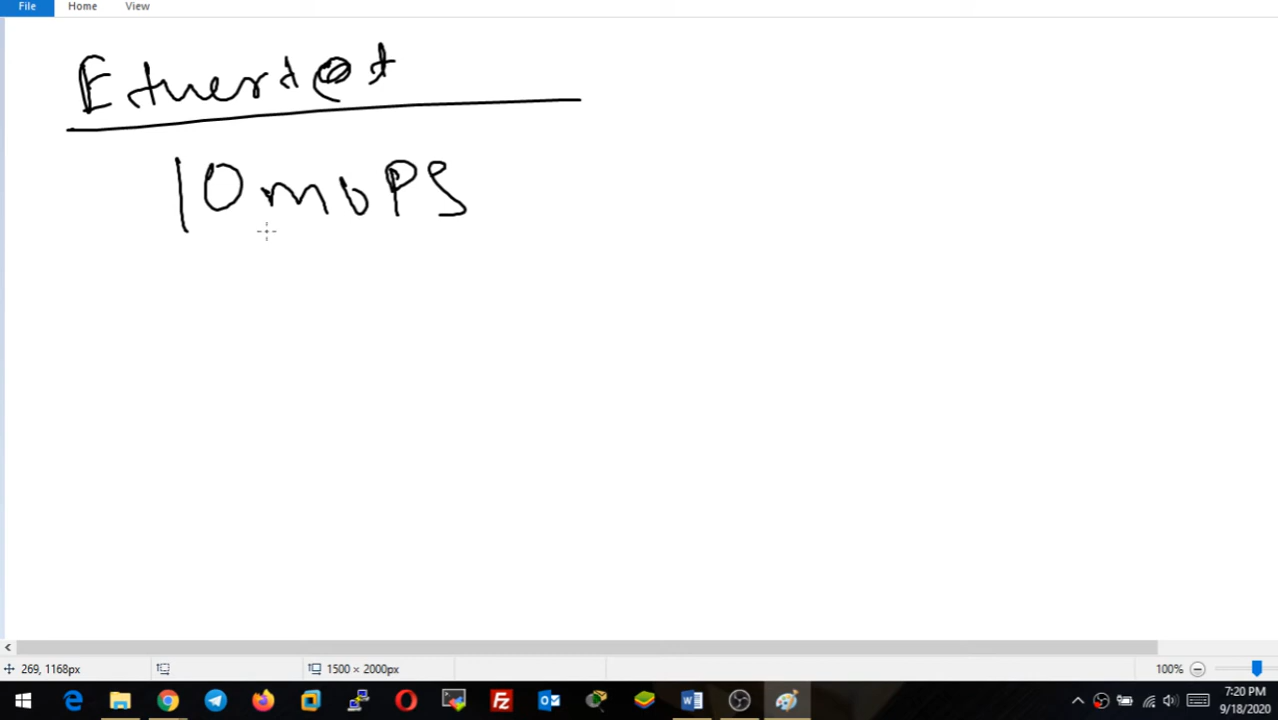 File Home View
Ethernet
10 mbps
269, 1168px 1500 × 2000px 100%
7:20 PM
9/18/2020